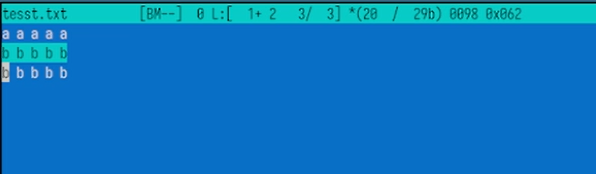 tesst.txt [BM--] 0 L:[ 1+ 2 3/ 3] *(20 / 29b) 0098 0x062
a a a a a
b b b b b
b b b b b